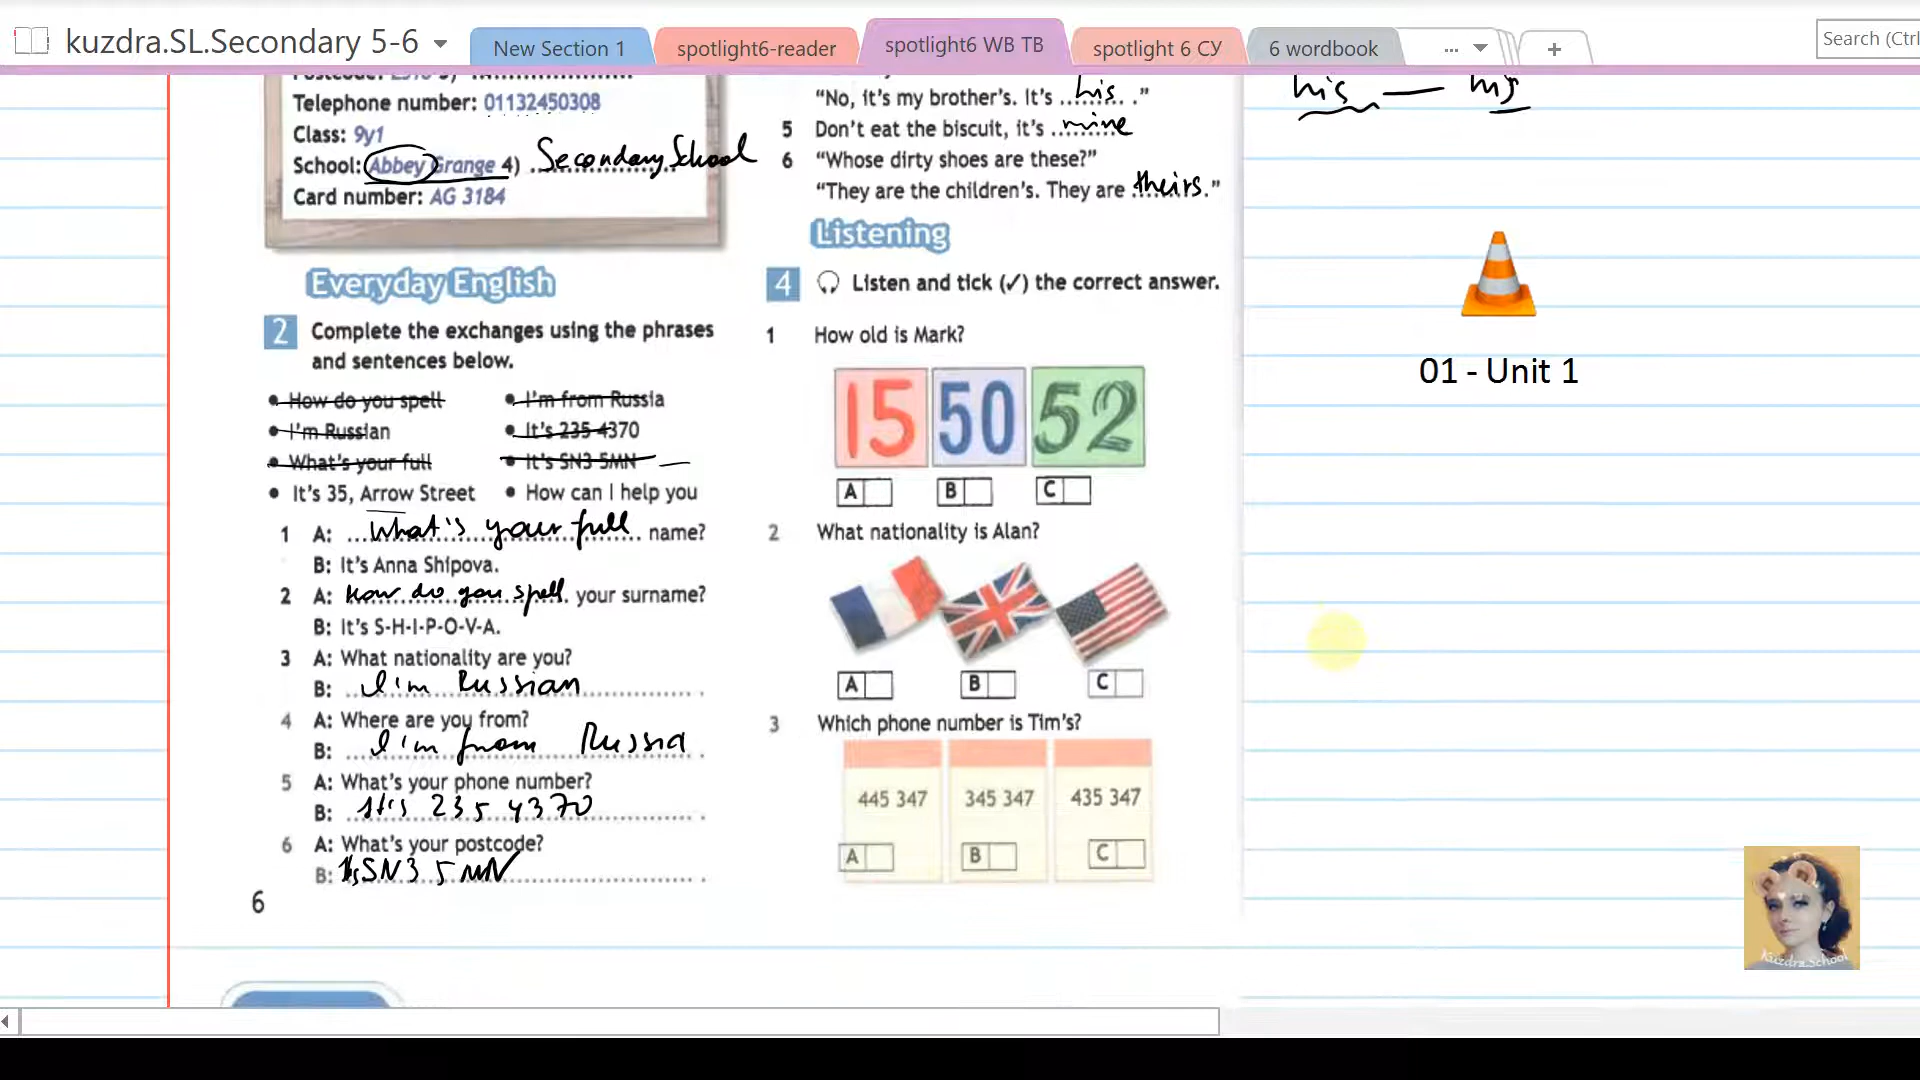 kuzdra.SL.Secondary 5-6
New Section 1
spotlight6-reader
spotlight6 WB TB
spotlight 6 СУ
6 wordbook
...
+
Search (Ctrl
Telephone number: 01132450308
Class: 9y1
School: Abbey Grange 4) Secondary School
Card number: AG 3184
Everyday English
2 Complete the exchanges using the phrases
and sentences below.
• How do you spell • I'm from Russia
• I'm Russian • It's 235 4370
• What's your full • It's SN3 5MN
• It's 35, Arrow Street • How can I help you
1 A: What's your full name?
B: It's Anna Shipova.
2 A: How do you spell your surname?
B: It's S-H-I-P-O-V-A.
3 A: What nationality are you?
B: I'm Russian
4 A: Where are you from?
B: I'm from Russia
5 A: What's your phone number?
B: It's 235 4370
6 A: What's your postcode?
B: It's SN3 5MN
6
"No, it's my brother's. It's his."
5 Don't eat the biscuit, it's mine
6 "Whose dirty shoes are these?"
"They are the children's. They are theirs."
Listening
4 Listen and tick (✓) the correct answer.
1 How old is Mark?
15 50 52
A B C
2 What nationality is Alan?
A B C
3 Which phone number is Tim's?
445 347 345 347 435 347
A B C
his —
01 - Unit 1
Kuzdra.School